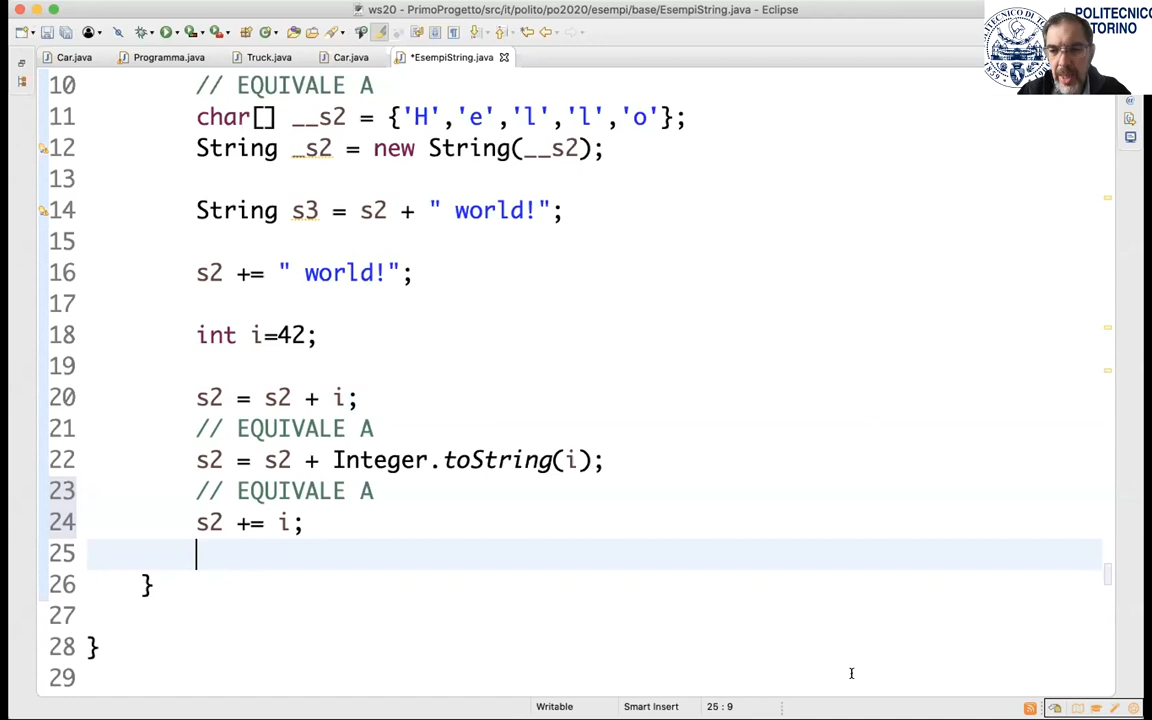 ws20 - PrimoProgetto/src/it/polito/po2020/esempi/base/EsempiString.java - Eclipse
POLITECNICO
TORINO
1859
Car.java
Programma.java
Truck.java
Car.java
*EsempiString.java
10 // EQUIVALE A
11 char[] __s2 = {'H','e','l','l','o'};
12 String _s2 = new String(__s2);
13
14 String s3 = s2 + " world!";
15
16 s2 += " world!";
17
18 int i=42;
19
20 s2 = s2 + i;
21 // EQUIVALE A
22 s2 = s2 + Integer.toString(i);
23 // EQUIVALE A
24 s2 += i;
25
26 }
27
28 }
29
Writable
Smart Insert
25 : 9